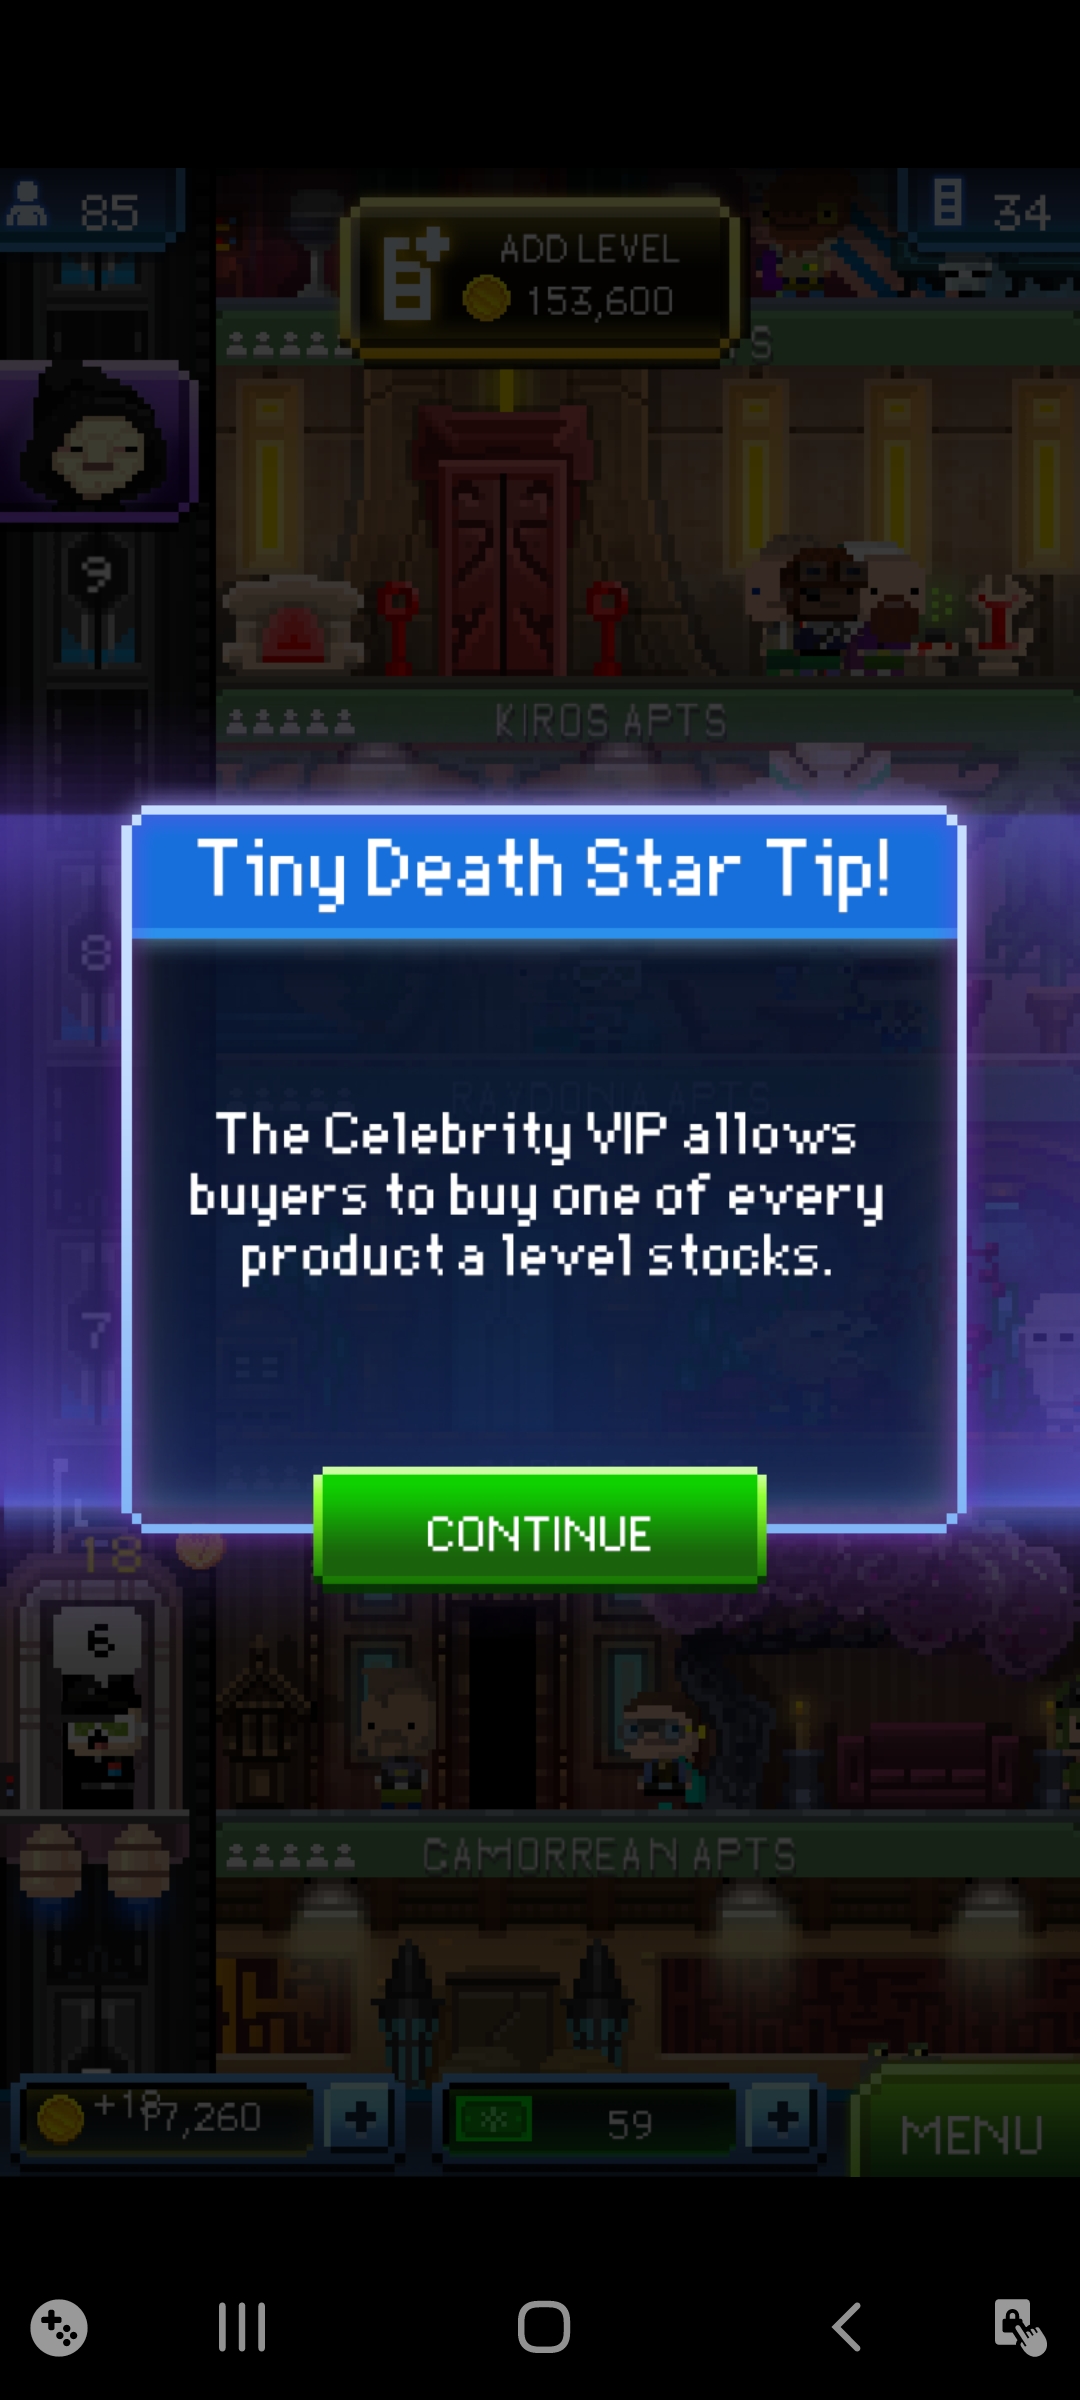 85
ADD LEVEL
153,600
34
S
9
KIROS APTS
Tiny Death Star Tip!
8
RAYDONIA APTS
The Celebrity VIP allows
buyers to buy one of every
product a level stocks.
7
CONTINUE
18
6
CAMORREAN APTS
+18
7,260
59
MENU